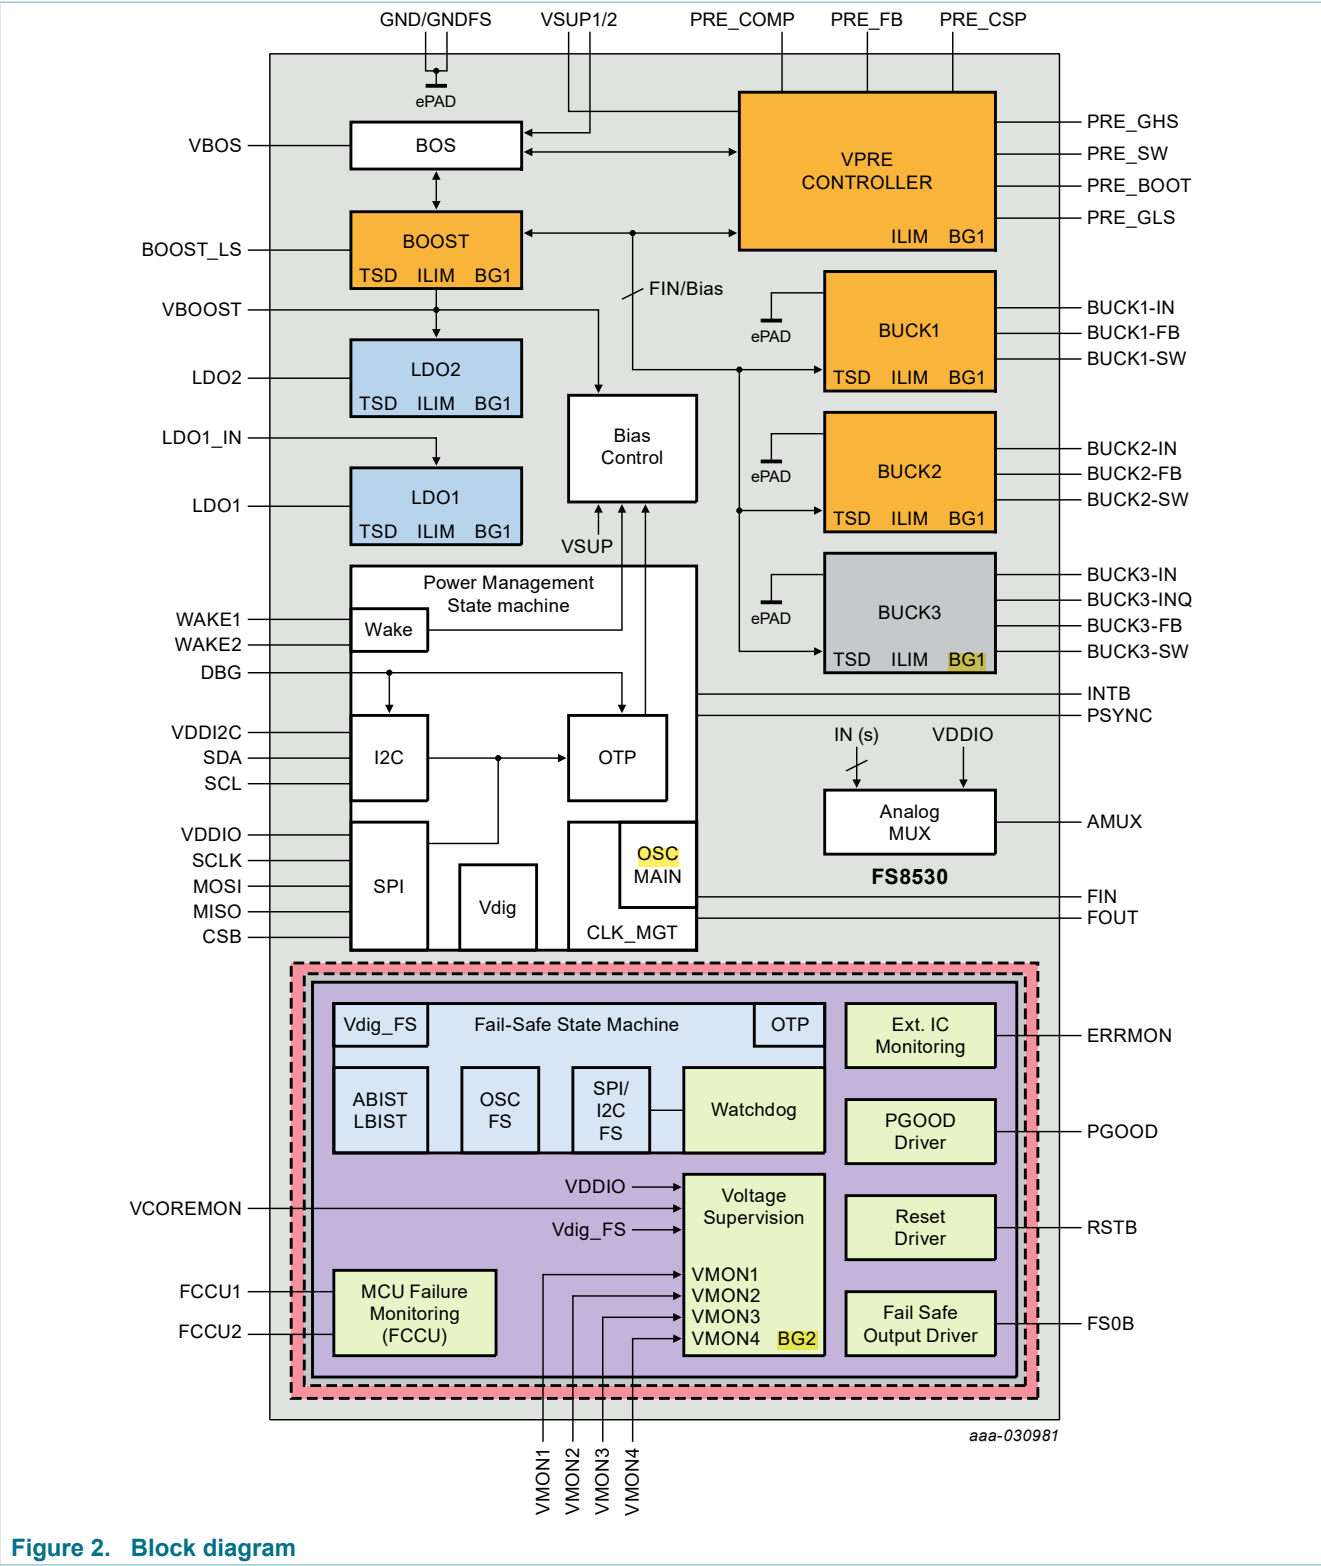 GND/GNDFS
VSUP1/2
PRE_COMP
PRE_FB
PRE_CSP
ePAD
VBOS
BOS
VPRE
CONTROLLER
ILIM BG1
PRE_GHS
PRE_SW
PRE_BOOT
PRE_GLS
BOOST_LS
BOOST
TSD ILIM BG1
FIN/Bias
VBOOST
ePAD
BUCK1
TSD ILIM BG1
BUCK1-IN
BUCK1-FB
BUCK1-SW
LDO2
LDO2
TSD ILIM BG1
LDO1_IN
Bias
Control
ePAD
BUCK2
TSD ILIM BG1
BUCK2-IN
BUCK2-FB
BUCK2-SW
LDO1
LDO1
TSD ILIM BG1
VSUP
ePAD
BUCK3
TSD ILIM BG1
BUCK3-IN
BUCK3-INQ
BUCK3-FB
BUCK3-SW
Power Management
State machine
WAKE1
WAKE2
Wake
DBG
INTB
PSYNC
VDDI2C
SDA
SCL
I2C
OTP
IN (s)
VDDIO
Analog
MUX
AMUX
FS8530
VDDIO
SCLK
MOSI
MISO
CSB
SPI
Vdig
OSC
MAIN
CLK_MGT
FIN
FOUT
Vdig_FS
Fail-Safe State Machine
OTP
Ext. IC
Monitoring
ERRMON
ABIST
LBIST
OSC
FS
SPI/
I2C
FS
Watchdog
PGOOD
Driver
PGOOD
VDDIO
VCOREMON
Vdig_FS
Voltage
Supervision
Reset
Driver
RSTB
FCCU1
FCCU2
MCU Failure
Monitoring
(FCCU)
VMON1
VMON2
VMON3
VMON4 BG2
Fail Safe
Output Driver
FS0B
VMON1
VMON2
VMON3
VMON4
aaa-030981
Figure 2. Block diagram